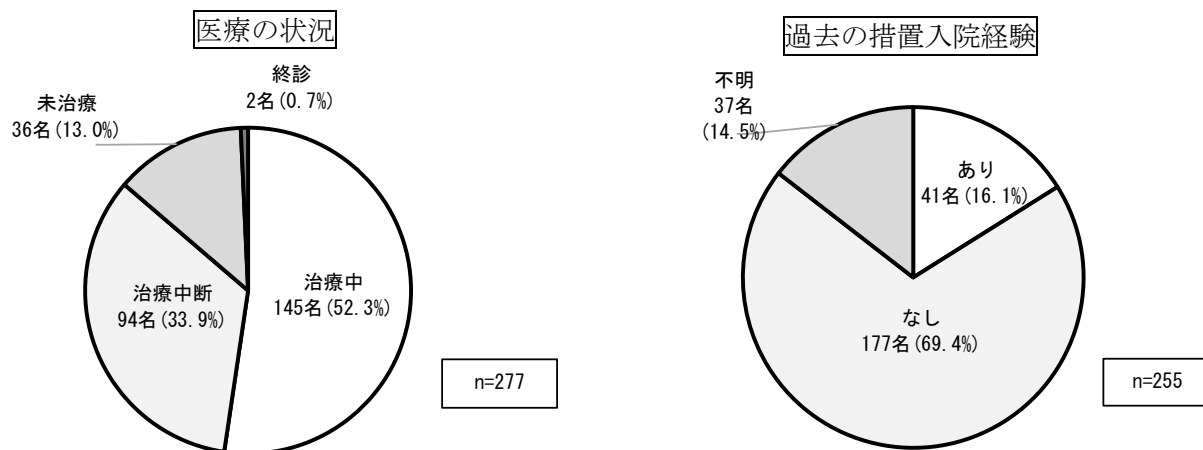 医療の状況
終診
2名(0.7%)
未治療
36名(13.0%)
治療中
145名(52.3%)
治療中断
94名(33.9%)
n=277
過去の措置入院経験
不明
37名
(14.5%)
あり
41名(16.1%)
なし
177名(69.4%)
n=255